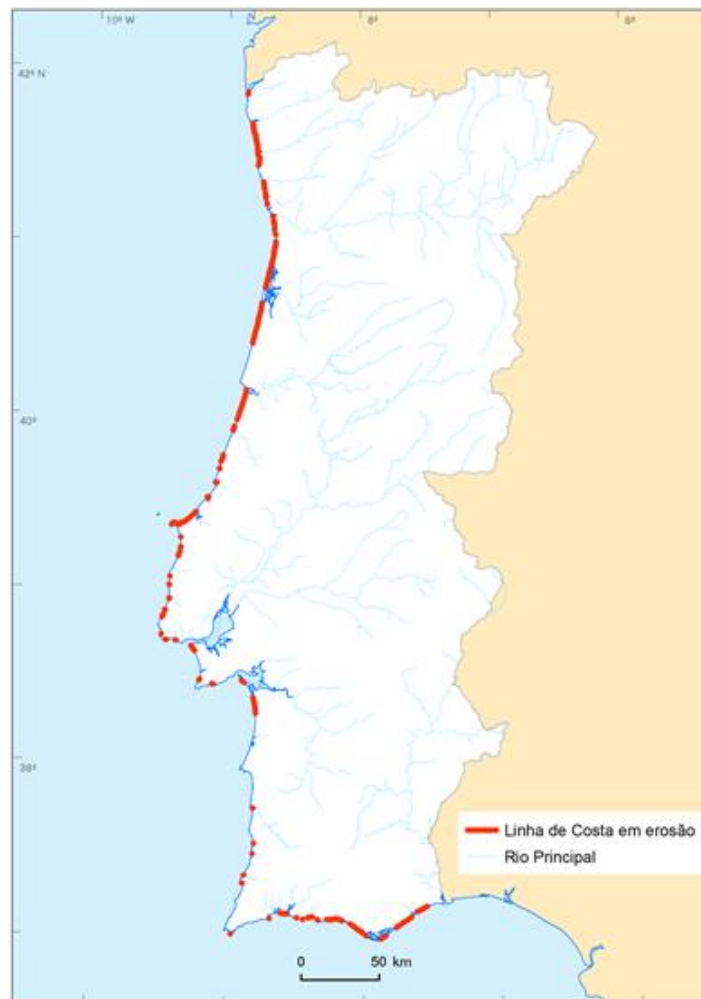 10º W
8º
6º
42º N
40º
38º
Linha de Costa em erosão
Rio Principal
0 50 km